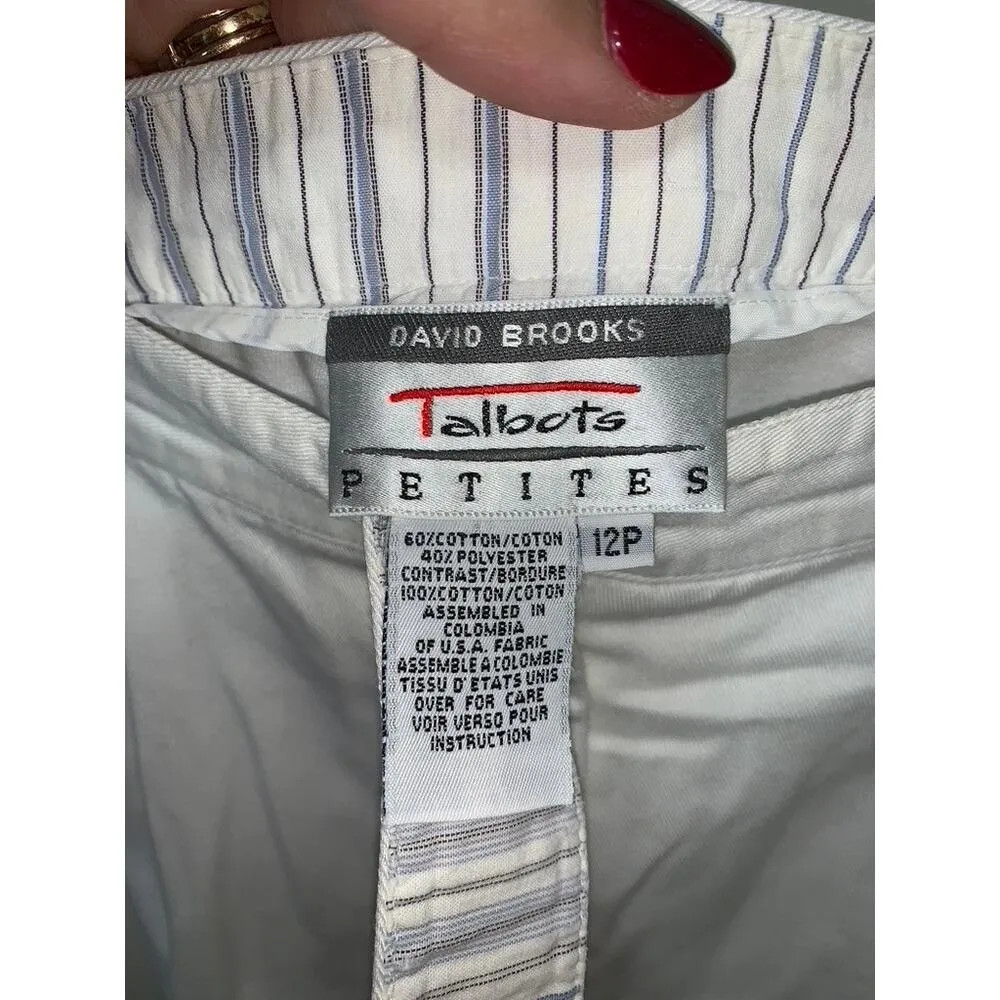 DAVID BROOKS
Talbots
PETITES
12P
60%COTTON/COTON
40%POLYESTER
CONTRAST/BORDURE
100%COTTON/COTON
ASSEMBLED IN
COLOMBIA
OF U.S.A. FABRIC
ASSEMBLE A COLOMBIE
TISSU D'ETATS UNIS
OVER FOR CARE
VOIR VERSO POUR
INSTRUCTION